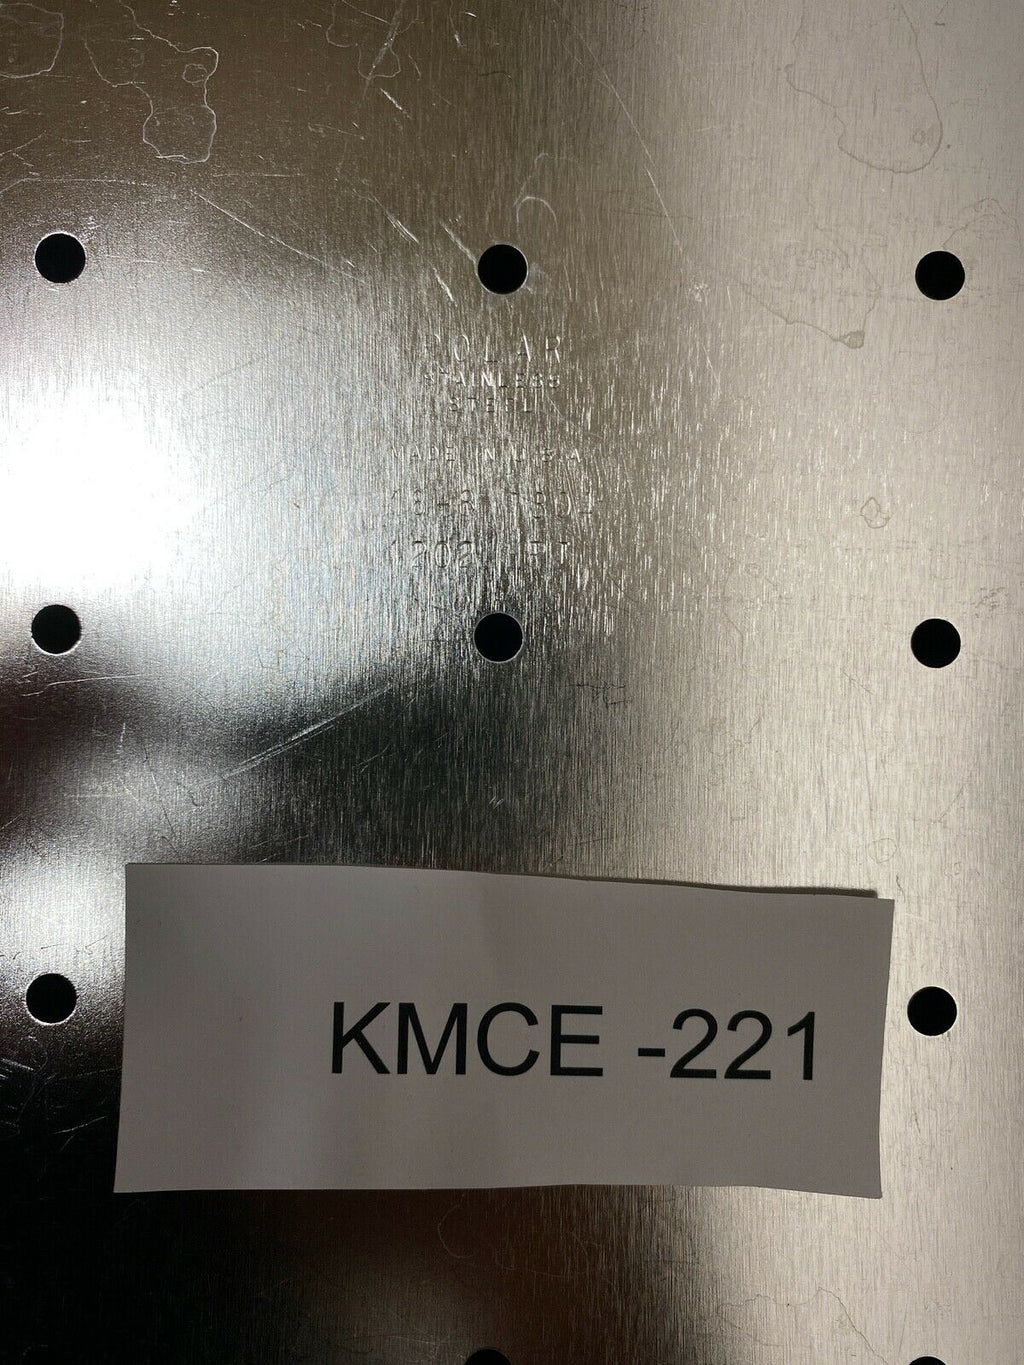 POLAR
STAINLESS
STEEL
MADE IN U.S.A
KMCE -221